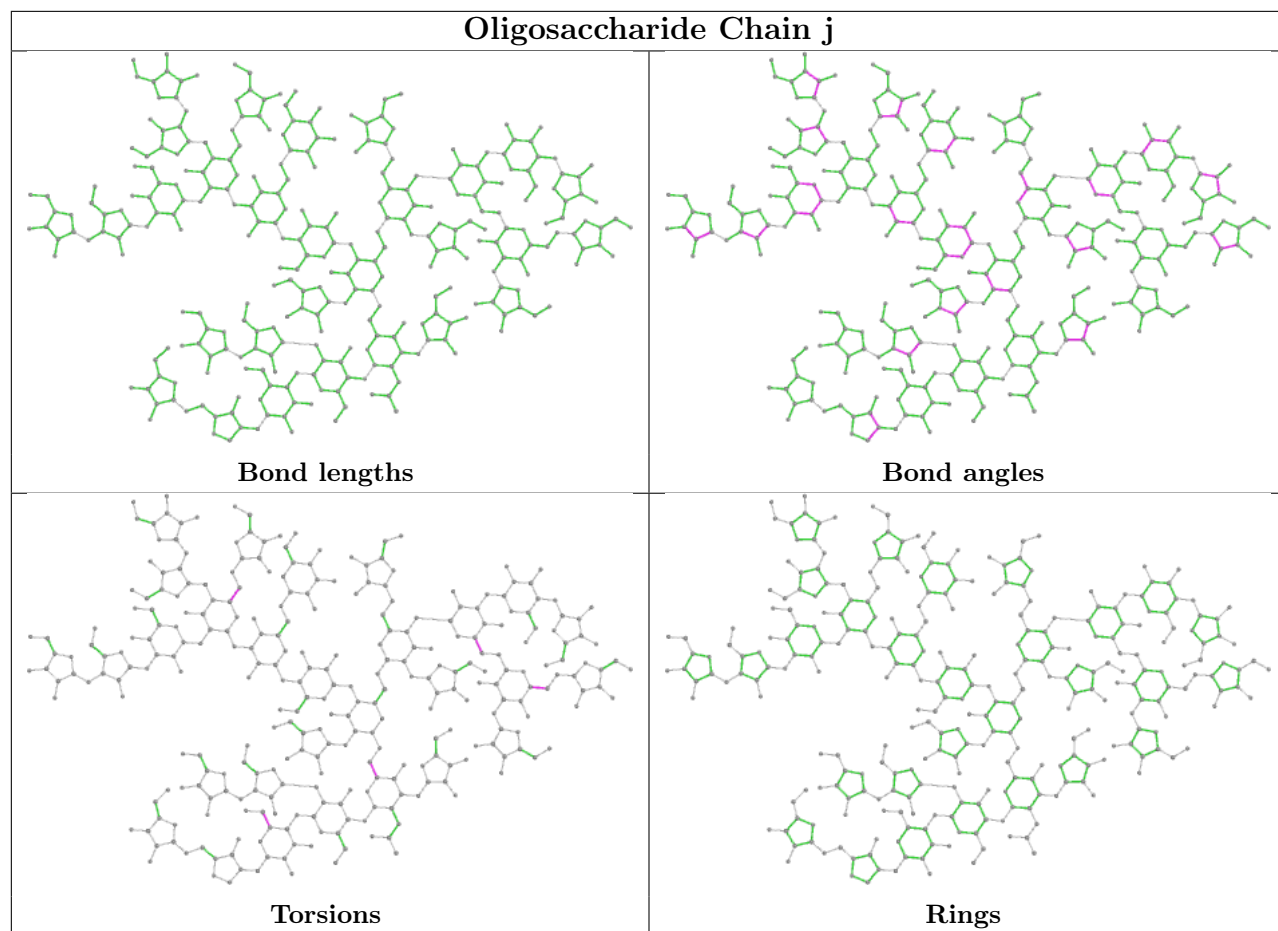 Oligosaccharide Chain j
Bond lengths
Bond angles
Torsions
Rings